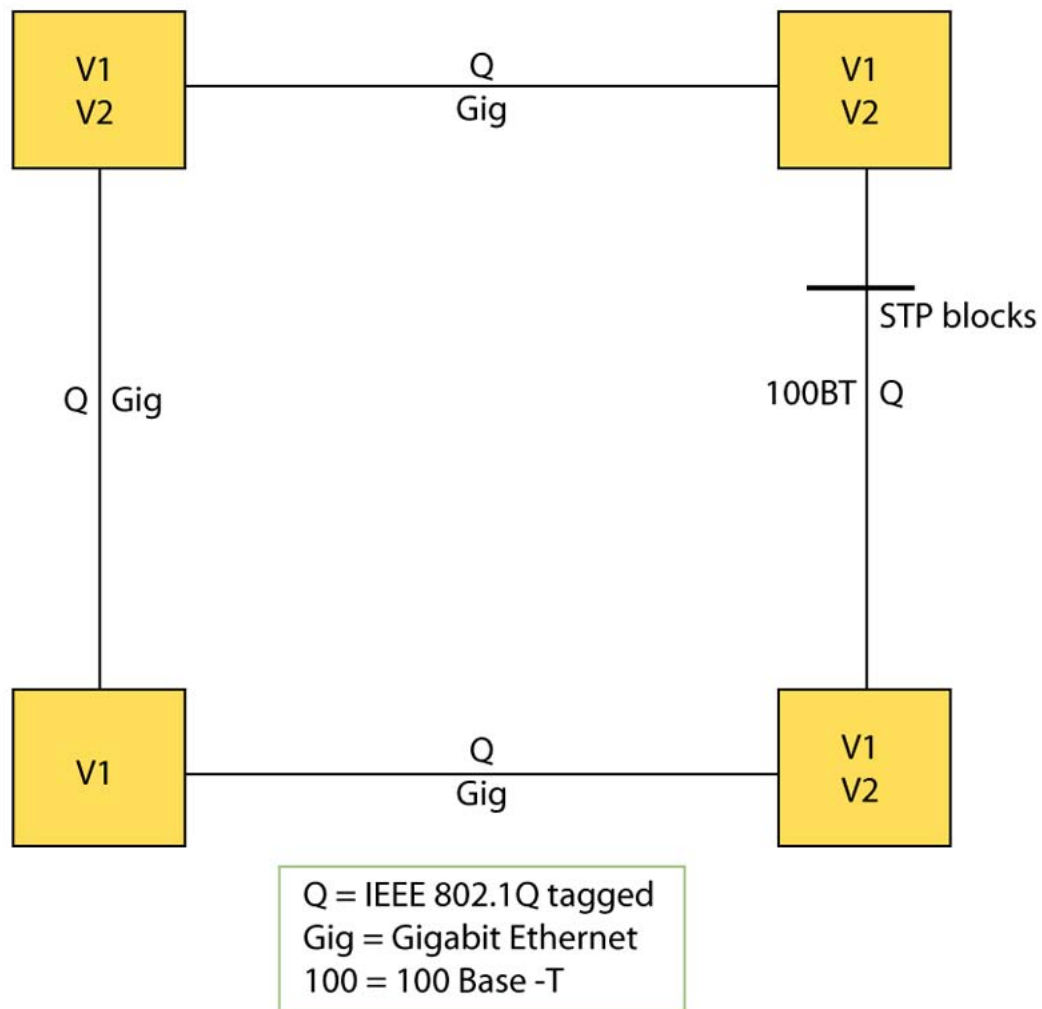 V1
V2
Q
Gig
V1
V2
STP blocks
Q Gig
100BT Q
V1
Q
Gig
V1
V2
Q = IEEE 802.1Q tagged
Gig = Gigabit Ethernet
100 = 100 Base -T